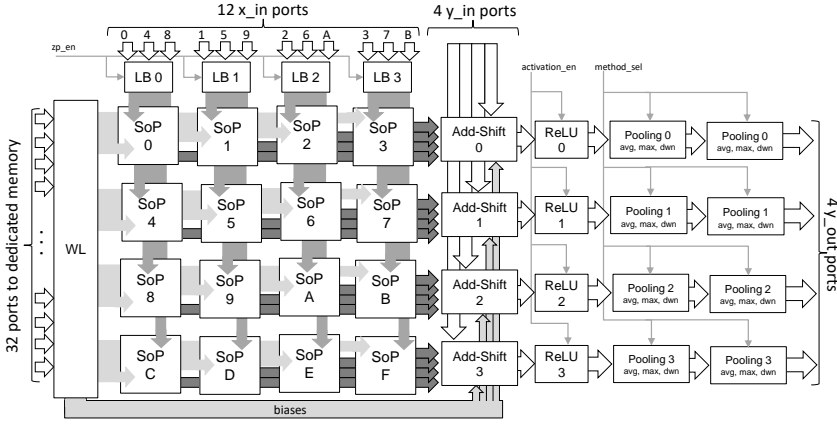 12 x_in ports
4 y_in ports
0 4 8
1 5 9
2 6 A
3 7 B
zp_en
LB 0
LB 1
LB 2
LB 3
activation_en
method_sel
32 ports to dedicated memory
. . .
WL
SoP
0
SoP
1
SoP
2
SoP
3
Add-Shift
0
ReLU
0
Pooling 0
avg, max, dwn
Pooling 0
avg, max, dwn
SoP
4
SoP
5
SoP
6
SoP
7
Add-Shift
1
ReLU
1
Pooling 1
avg, max, dwn
Pooling 1
avg, max, dwn
4 y_out ports
SoP
8
SoP
9
SoP
A
SoP
B
Add-Shift
2
ReLU
2
Pooling 2
avg, max, dwn
Pooling 2
avg, max, dwn
SoP
C
SoP
D
SoP
E
SoP
F
Add-Shift
3
ReLU
3
Pooling 3
avg, max, dwn
Pooling 3
avg, max, dwn
biases